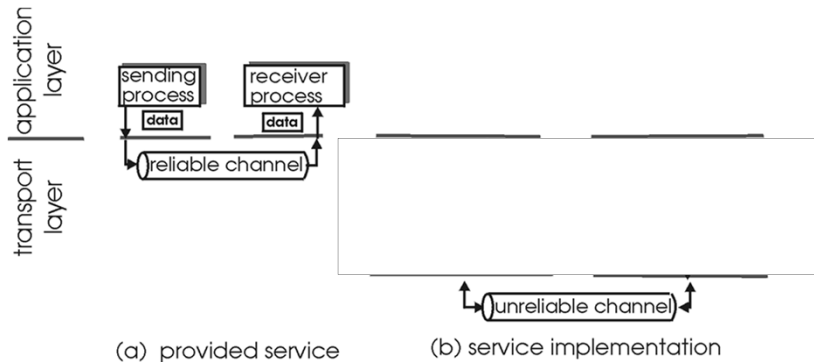 application
layer
transport
layer
sending
process
data
receiver
process
data
reliable channel
unreliable channel
(a) provided service
(b) service implementation